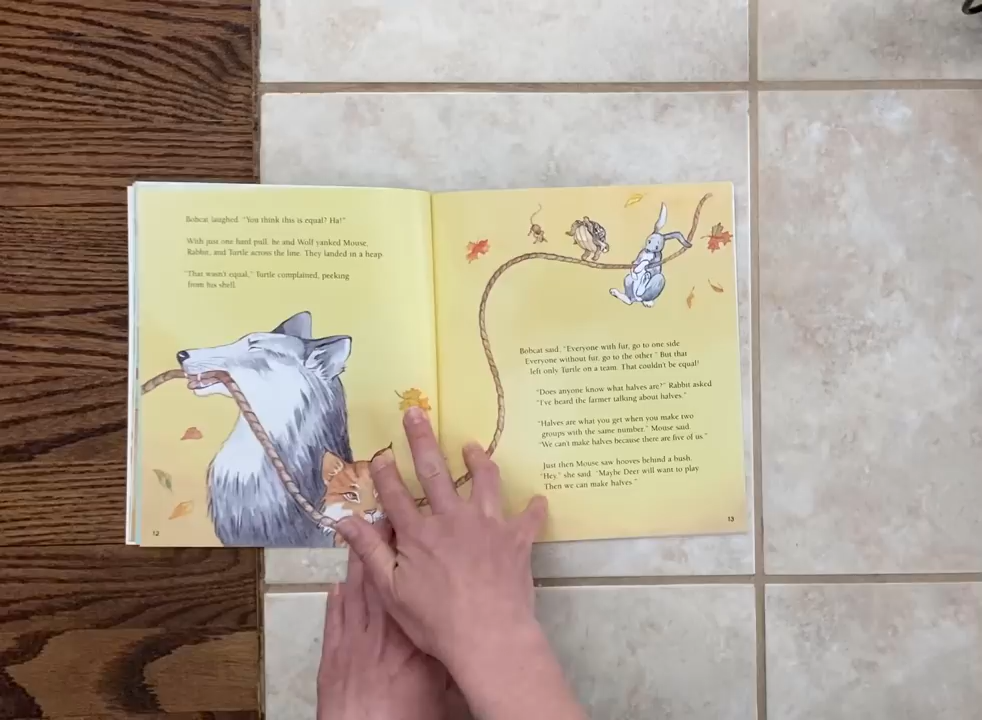 Bobcat laughed. "You think this is equal? Ha!"
With just one hard pull, he and Wolf yanked Mouse,
Rabbit, and Turtle across the line. They landed in a heap.
"That wasn't equal," Turtle complained, peeking
from his shell.
12
Bobcat said, "Everyone with fur, go to one side.
Everyone without fur, go to the other." But that
left only Turtle on a team. That couldn't be equal!
"Does anyone know what halves are?" Rabbit asked.
"I've heard the farmer talking about halves."
"Halves are what you get when you make two
groups with the same number," Mouse said.
"We can't make halves because there are five of us."
Just then Mouse saw hooves behind a bush.
"Hey," she said. "Maybe Deer will want to play.
Then we can make halves."
13